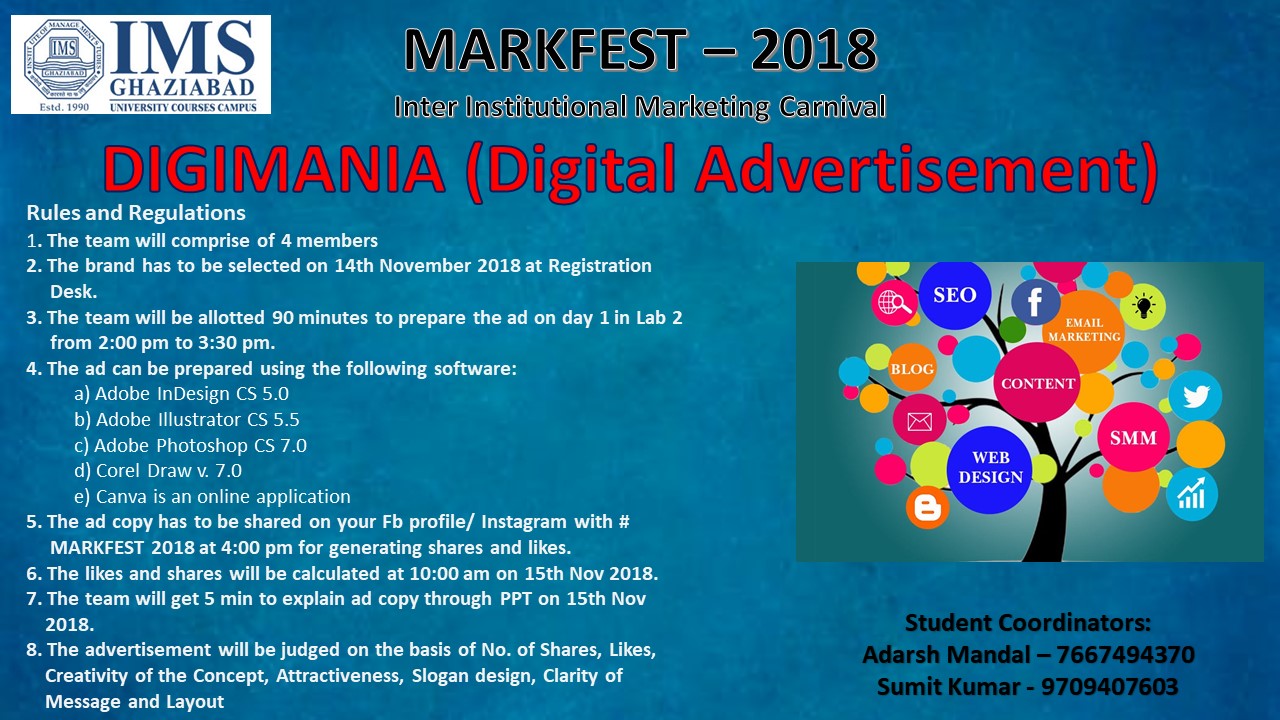 IMS
GHAZIABAD
UNIVERSITY COURSES CAMPUS
INSTITUTE OF MANAGEMENT STUDIES
IMS
GHAZIABAD
Estd. 1990
MARKFEST – 2018
Inter Institutional Marketing Carnival
DIGIMANIA (Digital Advertisement)
Rules and Regulations
1. The team will comprise of 4 members
2. The brand has to be selected on 14th November 2018 at Registration
Desk.
3. The team will be allotted 90 minutes to prepare the ad on day 1 in Lab 2
from 2:00 pm to 3:30 pm.
4. The ad can be prepared using the following software:
a) Adobe InDesign CS 5.0
b) Adobe Illustrator CS 5.5
c) Adobe Photoshop CS 7.0
d) Corel Draw v. 7.0
e) Canva is an online application
5. The ad copy has to be shared on your Fb profile/ Instagram with #
MARKFEST 2018 at 4:00 pm for generating shares and likes.
6. The likes and shares will be calculated at 10:00 am on 15th Nov 2018.
7. The team will get 5 min to explain ad copy through PPT on 15th Nov
2018.
8. The advertisement will be judged on the basis of No. of Shares, Likes,
Creativity of the Concept, Attractiveness, Slogan design, Clarity of
Message and Layout
SEO
f
EMAIL
MARKETING
BLOG
CONTENT
SMM
WEB
DESIGN
Student Coordinators:
Adarsh Mandal – 7667494370
Sumit Kumar - 9709407603